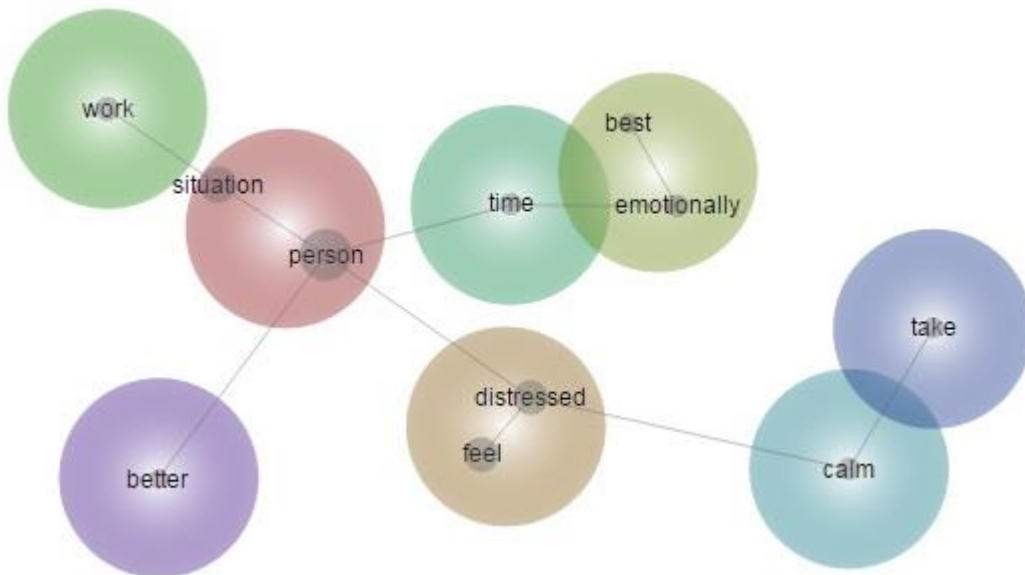 work
best
situation
time
emotionally
person
take
distressed
feel
calm
better